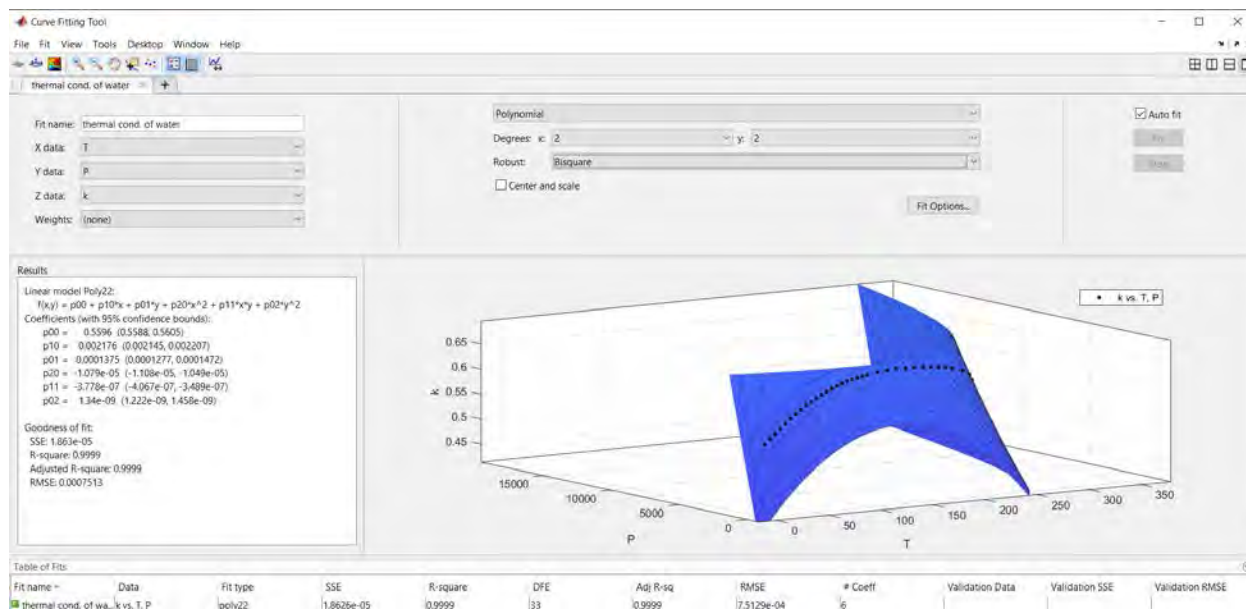 Curve Fitting Tool
File Fit View Tools Desktop Window Help
thermal cond. of water
Fit name: thermal cond. of water
X data: T
Y data: P
Z data: k
Weights: (none)
Polynomial
Degrees: x: 2 y: 2
Robust: Bisquare
Center and scale
Fit Options...
Auto fit
Fit
Stop
Results
Linear model Poly22:
f(x,y) = p00 + p10*x + p01*y + p20*x^2 + p11*x*y + p02*y^2
Coefficients (with 95% confidence bounds):
p00 = 0.5596 (0.5588, 0.5605)
p10 = 0.002176 (0.002145, 0.002207)
p01 = 0.0001375 (0.0001277, 0.0001472)
p20 = -1.079e-05 (-1.108e-05, -1.049e-05)
p11 = -3.778e-07 (-4.067e-07, -3.489e-07)
p02 = 1.34e-09 (1.222e-09, 1.458e-09)
Goodness of fit:
SSE: 1.863e-05
R-square: 0.9999
Adjusted R-square: 0.9999
RMSE: 0.0007513
k vs. T, P
0.65
0.6
0.55
0.5
0.45
k
15000
10000
5000
0
P
0 50 100 150 200 250 300 350
T
Table of Fits
Fit name Data Fit type SSE R-square DFE Adj R-sq RMSE # Coeff Validation Data Validation SSE Validation RMSE
thermal cond. of wa... k vs. T, P poly22 1.8626e-05 0.9999 33 0.9999 7.5129e-04 6